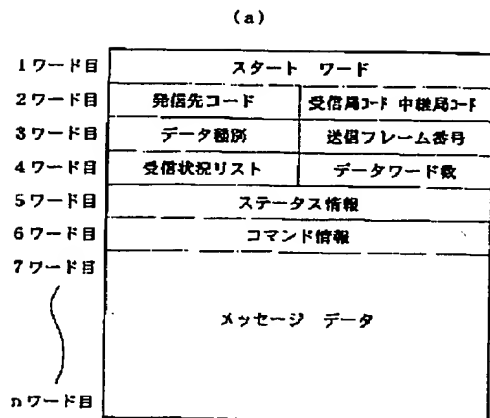 (a)
1ワード目 スタート ワード
2ワード目 発信先コード 受信局コード 中継局コード
3ワード目 データ種別 送信フレーム番号
4ワード目 受信状況リスト データワード数
5ワード目 ステータス情報
6ワード目 コマンド情報
7ワード目
メッセージ データ
nワード目